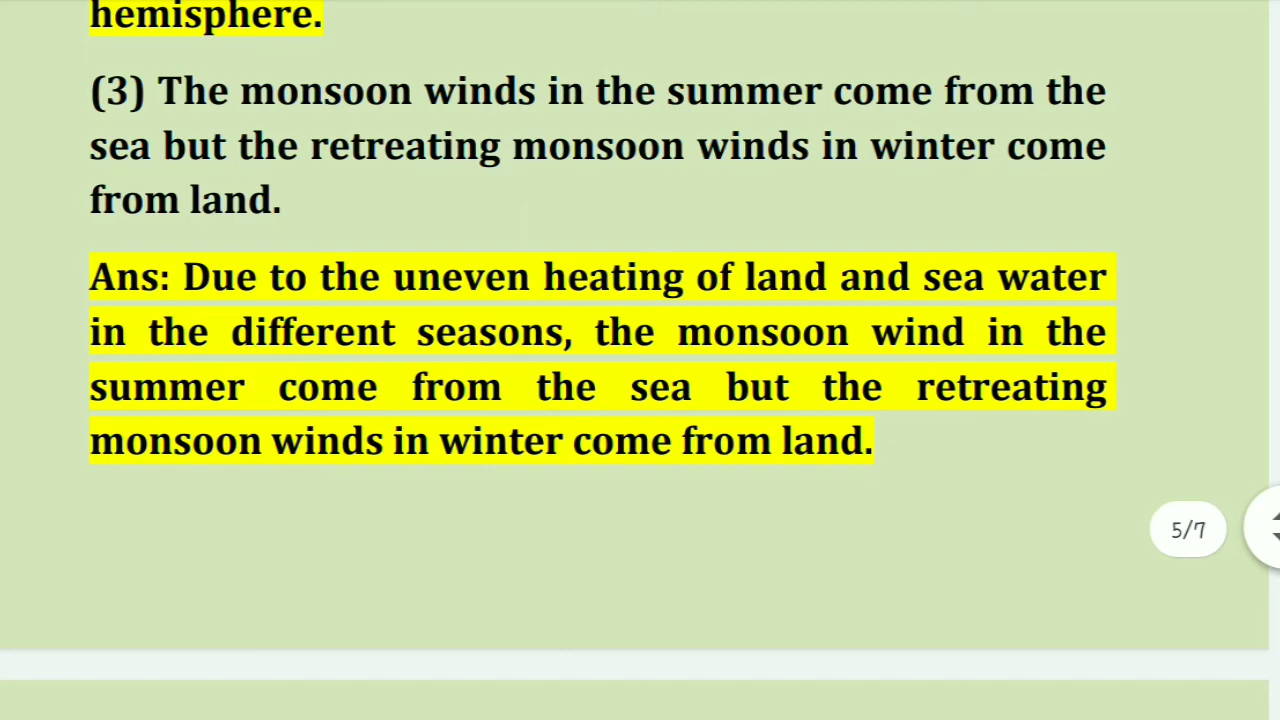 hemisphere.
(3) The monsoon winds in the summer come from the
sea but the retreating monsoon winds in winter come
from land.
Ans: Due to the uneven heating of land and sea water
in the different seasons, the monsoon wind in the
summer come from the sea but the retreating
monsoon winds in winter come from land.
5/7